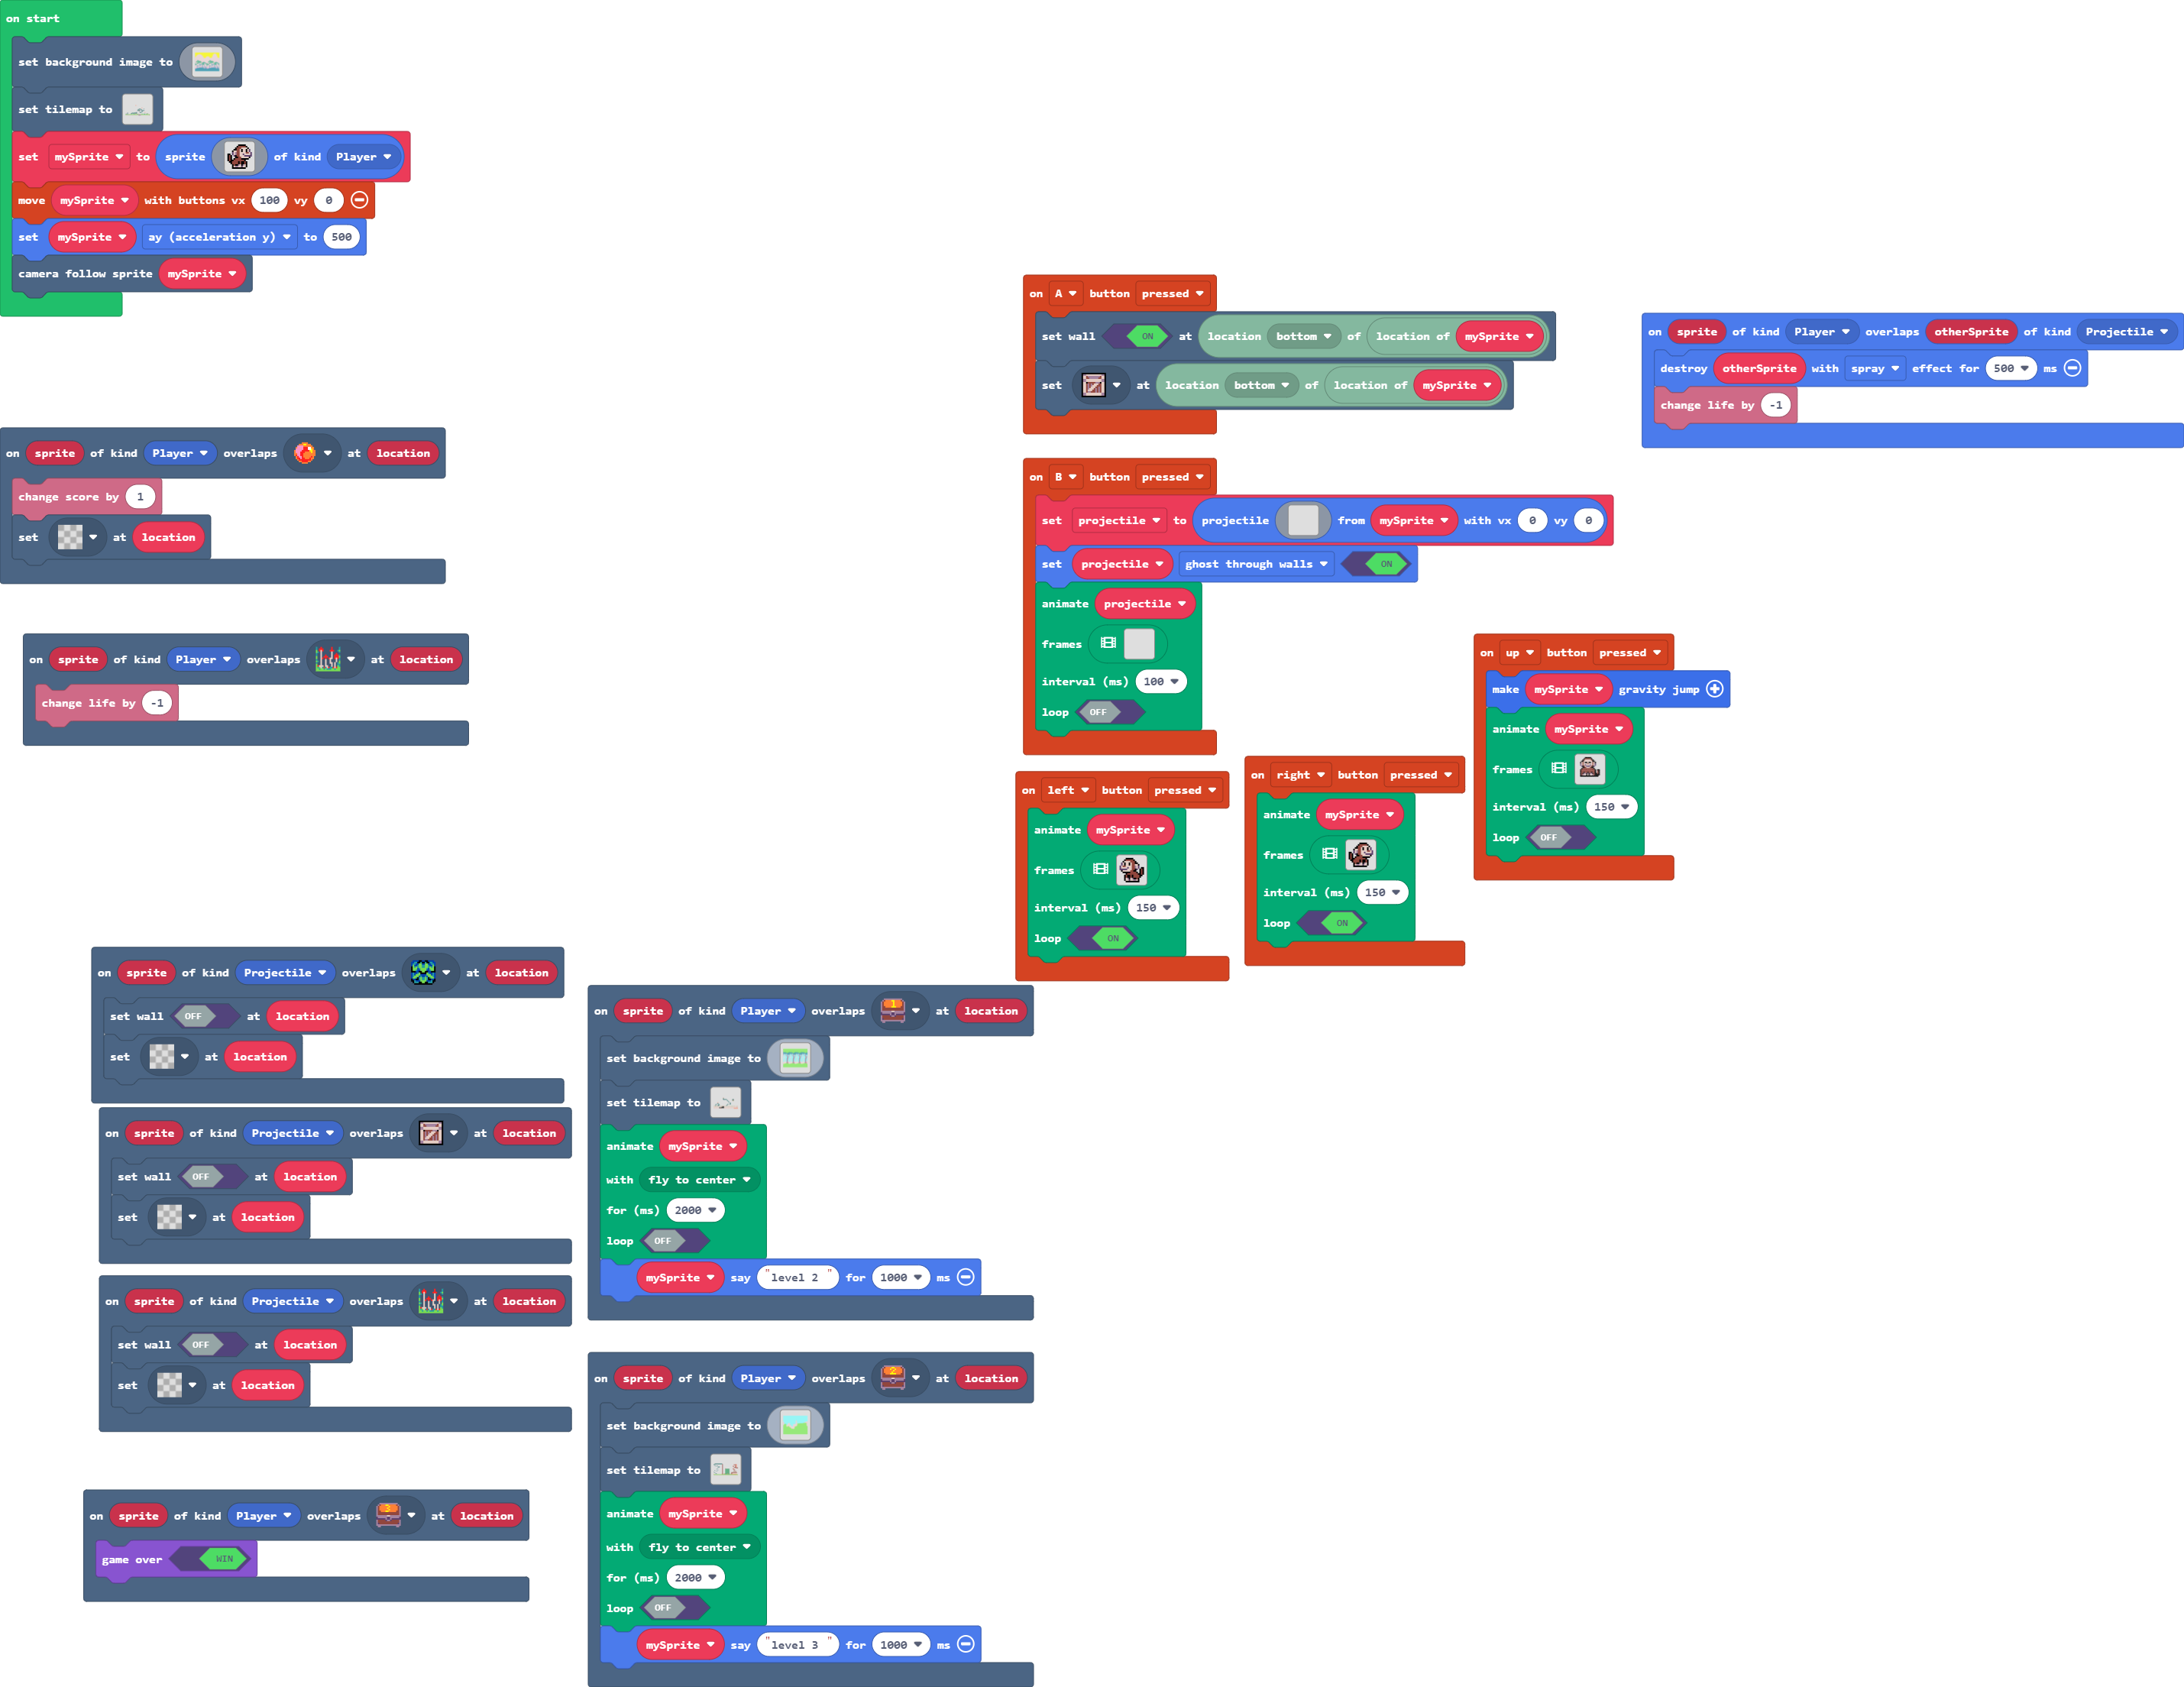 on start
set background image to
set tilemap to
set mySprite to sprite of kind Player
move mySprite with buttons vx 100 vy 0
set mySprite ay (acceleration y) to 500
camera follow sprite mySprite
on A button pressed
set wall ON at location bottom of location of mySprite
set at location bottom of location of mySprite
on sprite of kind Player overlaps otherSprite of kind Projectile
destroy otherSprite with spray effect for 500 ms
change life by -1
on sprite of kind Player overlaps at location
change score by 1
set at location
on B button pressed
set projectile to projectile from mySprite with vx 0 vy 0
set projectile ghost through walls ON
animate projectile
frames
interval (ms) 100
loop OFF
on sprite of kind Player overlaps at location
change life by -1
on up button pressed
make mySprite gravity jump
animate mySprite
frames
interval (ms) 150
loop OFF
on left button pressed
animate mySprite
frames
interval (ms) 150
loop ON
on right button pressed
animate mySprite
frames
interval (ms) 150
loop ON
on sprite of kind Projectile overlaps at location
set wall OFF at location
set at location
on sprite of kind Projectile overlaps at location
set wall OFF at location
set at location
on sprite of kind Projectile overlaps at location
set wall OFF at location
set at location
on sprite of kind Player overlaps 1 at location
set background image to
set tilemap to
animate mySprite
with fly to center
for (ms) 2000
loop OFF
mySprite say "level 2 " for 1000 ms
on sprite of kind Player overlaps 2 at location
set background image to
set tilemap to
animate mySprite
with fly to center
for (ms) 2000
loop OFF
mySprite say "level 3 " for 1000 ms
on sprite of kind Player overlaps 3 at location
game over WIN